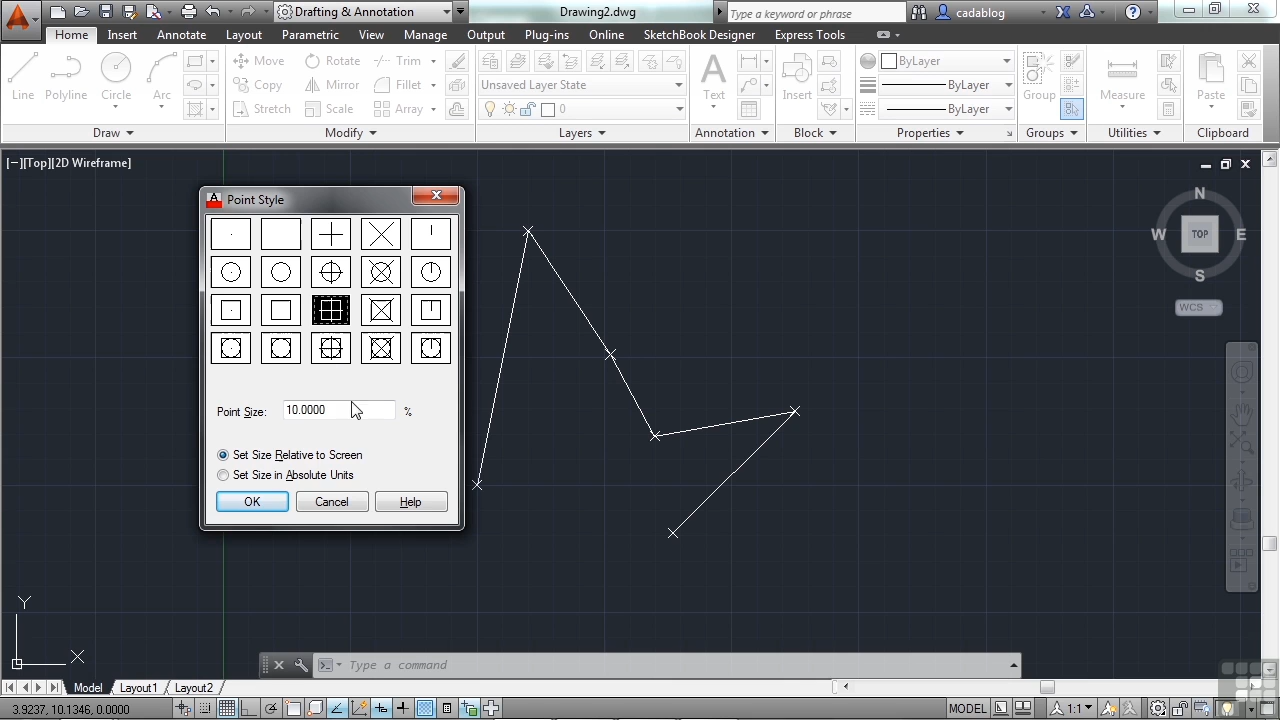 Drafting & Annotation
Drawing2.dwg
Type a keyword or phrase
cadablog
Home
Insert
Annotate
Layout
Parametric
View
Manage
Output
Plug-ins
Online
SketchBook Designer
Express Tools
Line
Polyline
Circle
Arc
Move
Rotate
Trim
Copy
Mirror
Fillet
Stretch
Scale
Array
Unsaved Layer State
0
Text
Insert
ByLayer
ByLayer
ByLayer
Group
Measure
Paste
Draw
Modify
Layers
Annotation
Block
Properties
Groups
Utilities
Clipboard
[−][Top][2D Wireframe]
N
W
TOP
E
S
WCS
Point Style
Point Size:
10.0000
%
Set Size Relative to Screen
Set Size in Absolute Units
OK
Cancel
Help
Y
X
Type a command
Model
Layout1
Layout2
3.9237, 10.1346, 0.0000
MODEL
1:1